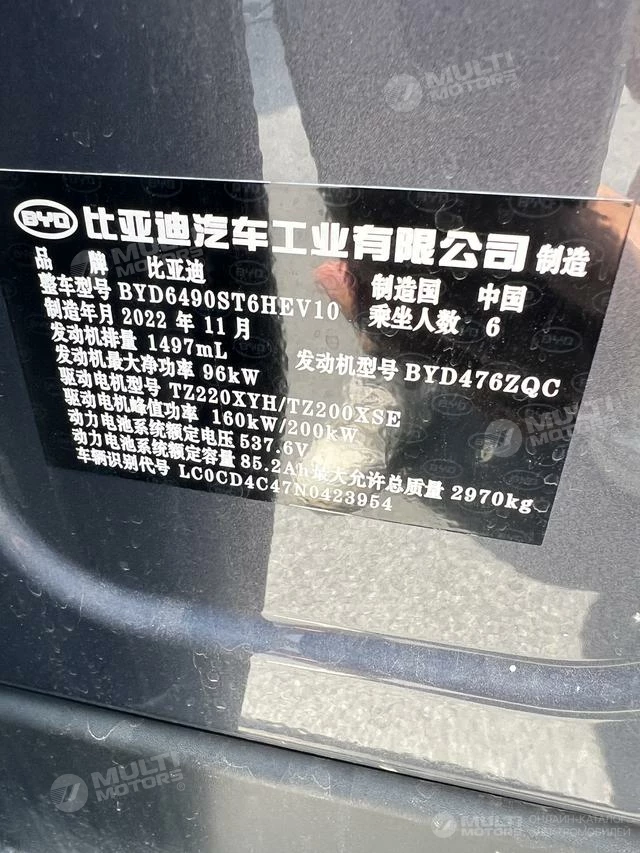 MULTI MOTORS®
BYD 比亚迪汽车工业有限公司 制造
品 牌 比亚迪
整车型号 BYD6490ST6HEV10 制造国 中国
制造年月 2022 年 11 月 乘坐人数 6
发动机排量 1497mL
发动机最大净功率 96kW 发动机型号 BYD476ZQC
驱动电机型号 TZ220XYH/TZ200XSE
驱动电机峰值功率 160kW/200kW
动力电池系统额定电压 537.6V
动力电池系统额定容量 85.2Ah 最大允许总质量 2970kg
车辆识别代号 LC0CD4C47N0423954
MULTI MOTORS®
MULTI MOTORS®
MULTI MOTORS®
MULTI MOTORS® ОНЛАЙН-КАТАЛОГ ЭЛЕКТРОМОБИЛЕЙ